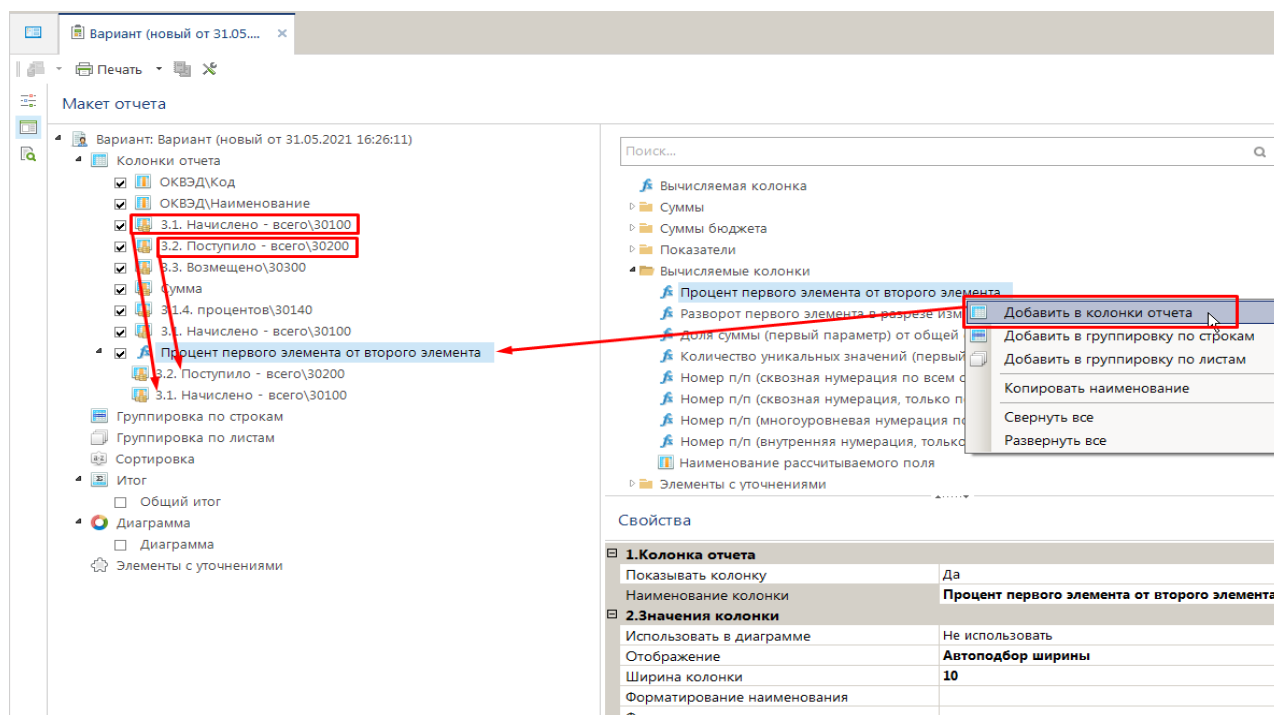 Вариант (новый от 31.05....
Печать
Макет отчета
Вариант: Вариант (новый от 31.05.2021 16:26:11)
Колонки отчета
ОКВЭД\Код
ОКВЭД\Наименование
3.1. Начислено - всего\30100
3.2. Поступило - всего\30200
3.3. Возмещено\30300
Сумма
3.1.4. процентов\30140
3.1. Начислено - всего\30100
Процент первого элемента от второго элемента
3.2. Поступило - всего\30200
3.1. Начислено - всего\30100
Группировка по строкам
Группировка по листам
Сортировка
Итог
Общий итог
Диаграмма
Диаграмма
Элементы с уточнениями
Поиск...
Вычисляемая колонка
Суммы
Суммы бюджета
Показатели
Вычисляемые колонки
Процент первого элемента от второго элемента
Разворот первого элемента в разрезе изм
Доля суммы (первый параметр) от общей
Количество уникальных значений (первый
Номер п/п (сквозная нумерация по всем с
Номер п/п (сквозная нумерация, только п
Номер п/п (многоуровневая нумерация по
Номер п/п (внутренняя нумерация, только
Наименование рассчитываемого поля
Элементы с уточнениями
Добавить в колонки отчета
Добавить в группировку по строкам
Добавить в группировку по листам
Копировать наименование
Свернуть все
Развернуть все
Свойства
1.Колонка отчета
Показывать колонку Да
Наименование колонки Процент первого элемента от второго элемента
2.Значения колонки
Использовать в диаграмме Не использовать
Отображение Автоподбор ширины
Ширина колонки 10
Форматирование наименования